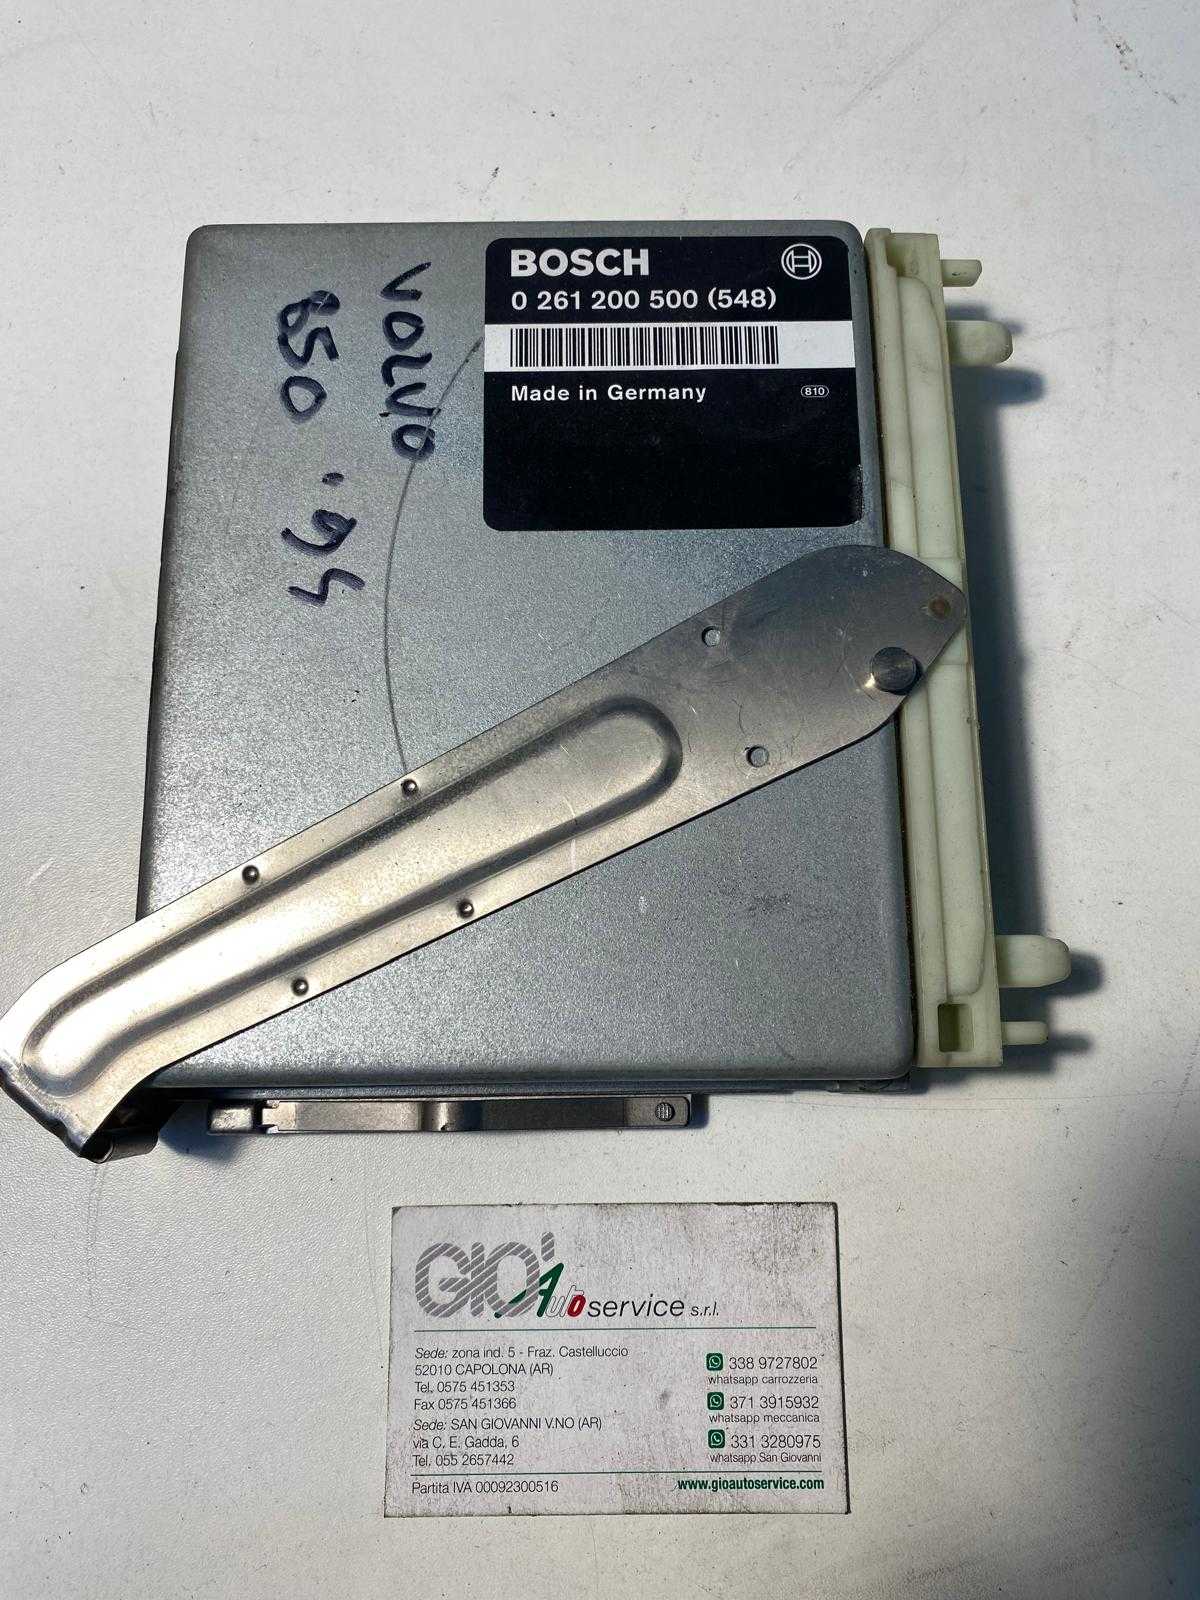 BOSCH
0 261 200 500 (548)
Made in Germany
810
VOLVO
850
'94
GIO'
Auto service s.r.l.
Sede: zona ind. 5 - Fraz. Castelluccio
52010 CAPOLONA (AR)
Tel. 0575 451353
Fax 0575 451366
Sede: SAN GIOVANNI V.NO (AR)
via C. E. Gadda, 6
Tel. 055 2657442
Partita IVA 00092300516
338 9727802
whatsapp carrozzeria
371 3915932
whatsapp meccanica
331 3280975
whatsapp San Giovanni
www.gioautoservice.com